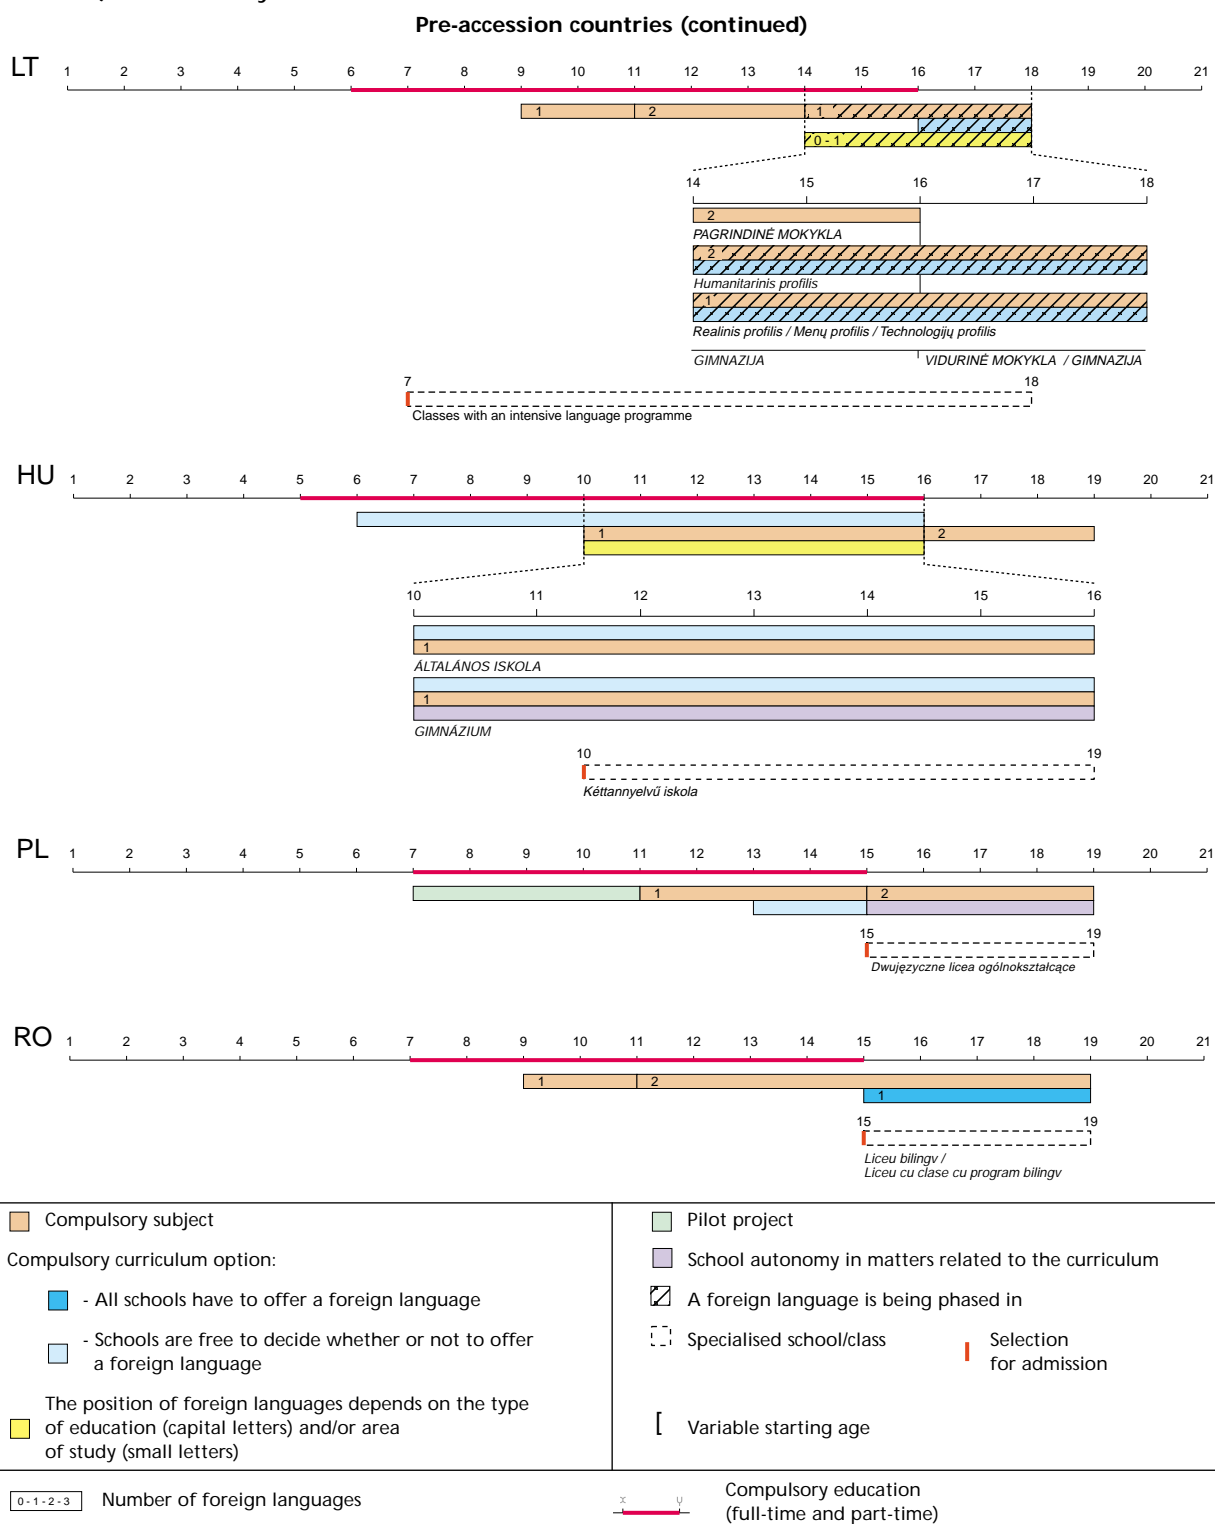 Pre-accession countries (continued)
LT
1 2 3 4 5 6 7 8 9 10 11 12 13 14 15 16 17 18 19 20 21
1 2 1
0 - 1
14 15 16 17 18
2
PAGRINDINĖ MOKYKLA
2
Humanitarinis profilis
1
Realinis profilis / Menų profilis / Technologijų profilis
GIMNAZIJA VIDURINĖ MOKYKLA / GIMNAZIJA
7 18
Classes with an intensive language programme
HU
1 2 3 4 5 6 7 8 9 10 11 12 13 14 15 16 17 18 19 20 21
1 2
10 11 12 13 14 15 16
1
ÁLTALÁNOS ISKOLA
1
GIMNÁZIUM
10 19
Kéttannyelvű iskola
PL
1 2 3 4 5 6 7 8 9 10 11 12 13 14 15 16 17 18 19 20 21
1 2
15 19
Dwujęzyczne licea ogólnokształcące
RO
1 2 3 4 5 6 7 8 9 10 11 12 13 14 15 16 17 18 19 20 21
1 2
1
15 19
Liceu bilingv /
Liceu cu clase cu program bilingv
Compulsory subject
Compulsory curriculum option:
- All schools have to offer a foreign language
- Schools are free to decide whether or not to offer
a foreign language
The position of foreign languages depends on the type
of education (capital letters) and/or area
of study (small letters)
Pilot project
School autonomy in matters related to the curriculum
A foreign language is being phased in
Specialised school/class
Selection
for admission
[ Variable starting age
0 - 1 - 2 - 3 Number of foreign languages
x y
Compulsory education
(full-time and part-time)